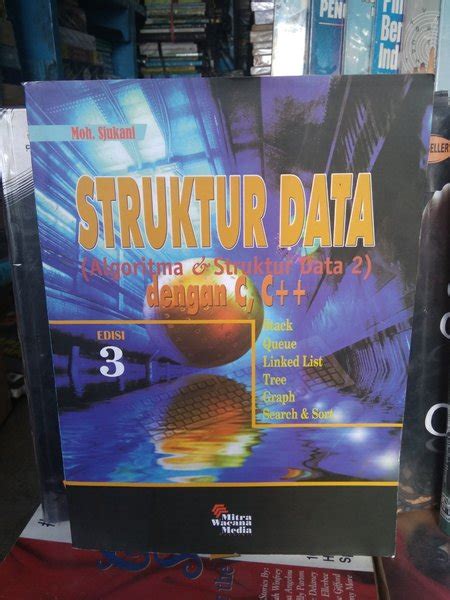 Moh. Sjukani
STRUKTUR DATA
(Algoritma & Struktur Data 2)
dengan C, C++
EDISI
3
Stack
Queue
Linked List
Tree
Graph
Search & Sort
Mitra
Wacana
Media
ELLER